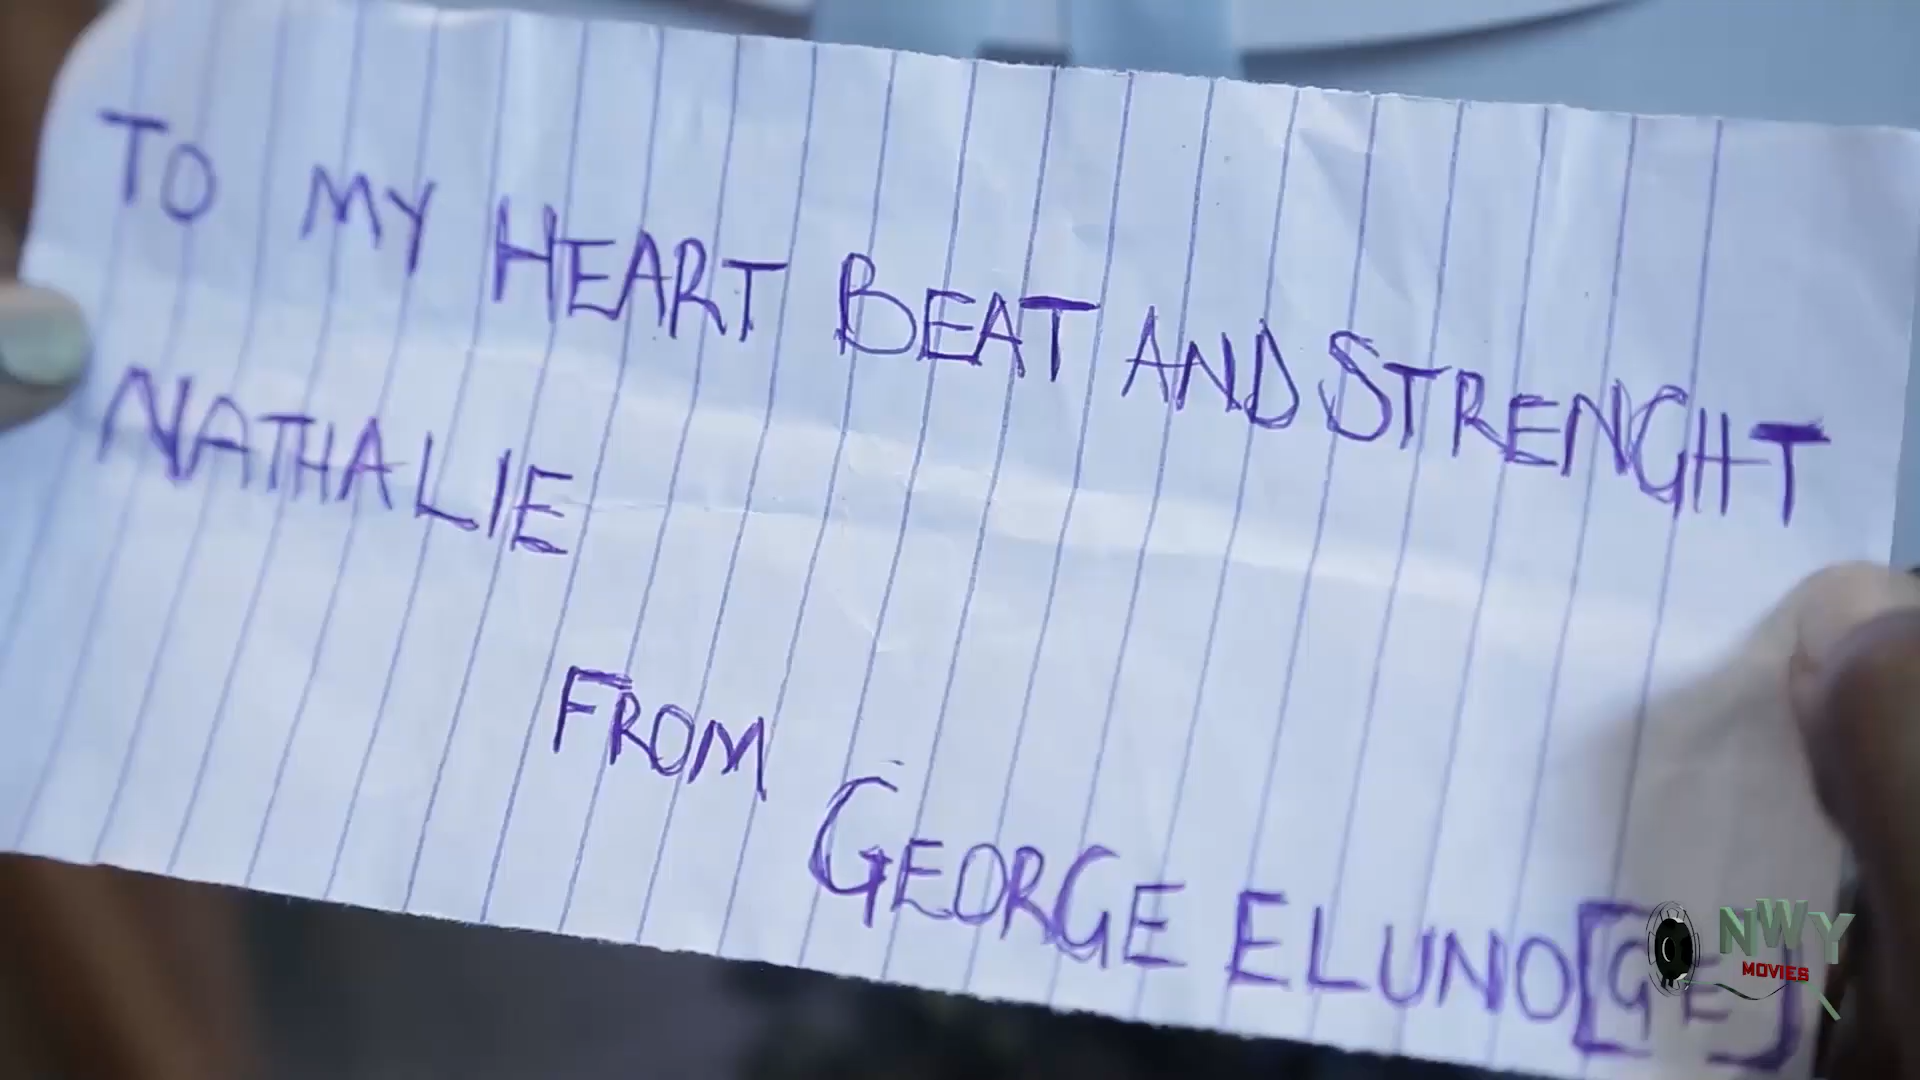 TO MY HEART BEAT AND STRENGHT
NATHALIE
FROM
GEORGE ELUNO[GE]
NWY
MOVIES